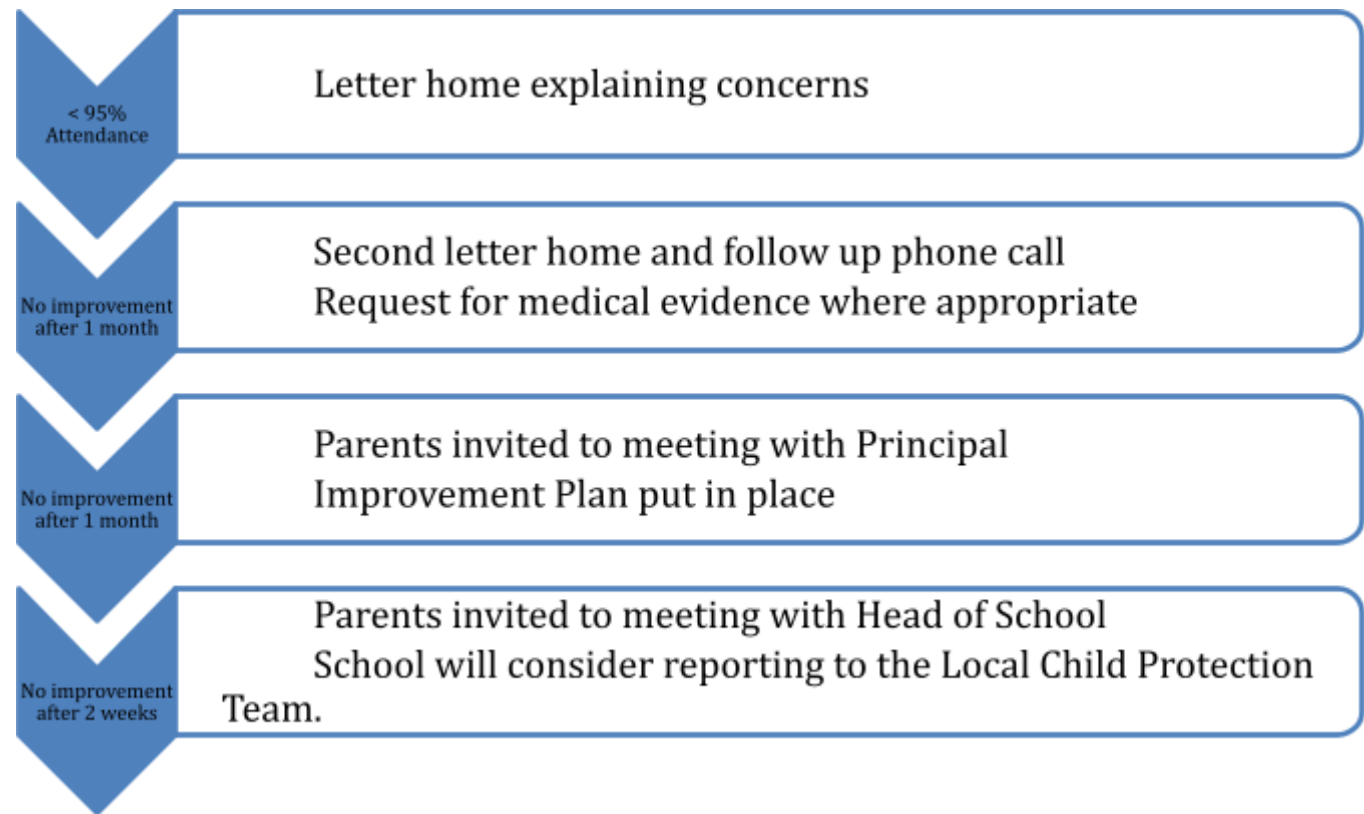 < 95%
Attendance
Letter home explaining concerns
No improvement
after 1 month
Second letter home and follow up phone call
Request for medical evidence where appropriate
No improvement
after 1 month
Parents invited to meeting with Principal
Improvement Plan put in place
No improvement
after 2 weeks
Parents invited to meeting with Head of School
School will consider reporting to the Local Child Protection
Team.